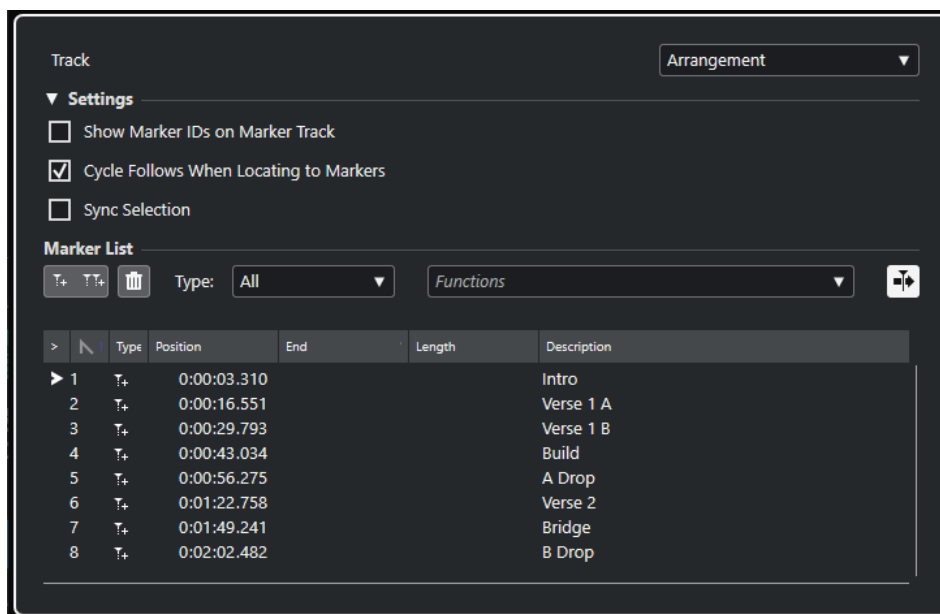 Track Arrangement
Settings
Show Marker IDs on Marker Track
Cycle Follows When Locating to Markers
Sync Selection
Marker List
Type: All Functions
> Type Position End Length Description
1 0:00:03.310 Intro
2 0:00:16.551 Verse 1 A
3 0:00:29.793 Verse 1 B
4 0:00:43.034 Build
5 0:00:56.275 A Drop
6 0:01:22.758 Verse 2
7 0:01:49.241 Bridge
8 0:02:02.482 B Drop